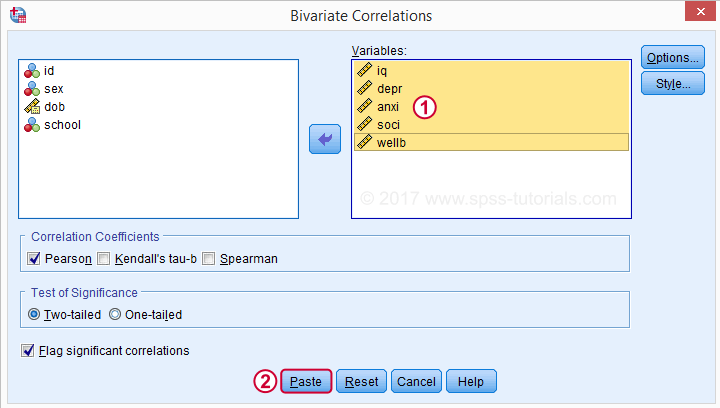 Bivariate Correlations
Variables:
id
sex
dob
school
iq
depr
anxi
soci
wellb
1
Options...
Style...
© 2017 www.spss-tutorials.com
Correlation Coefficients
Pearson Kendall's tau-b Spearman
Test of Significance
Two-tailed One-tailed
Flag significant correlations
2 Paste Reset Cancel Help